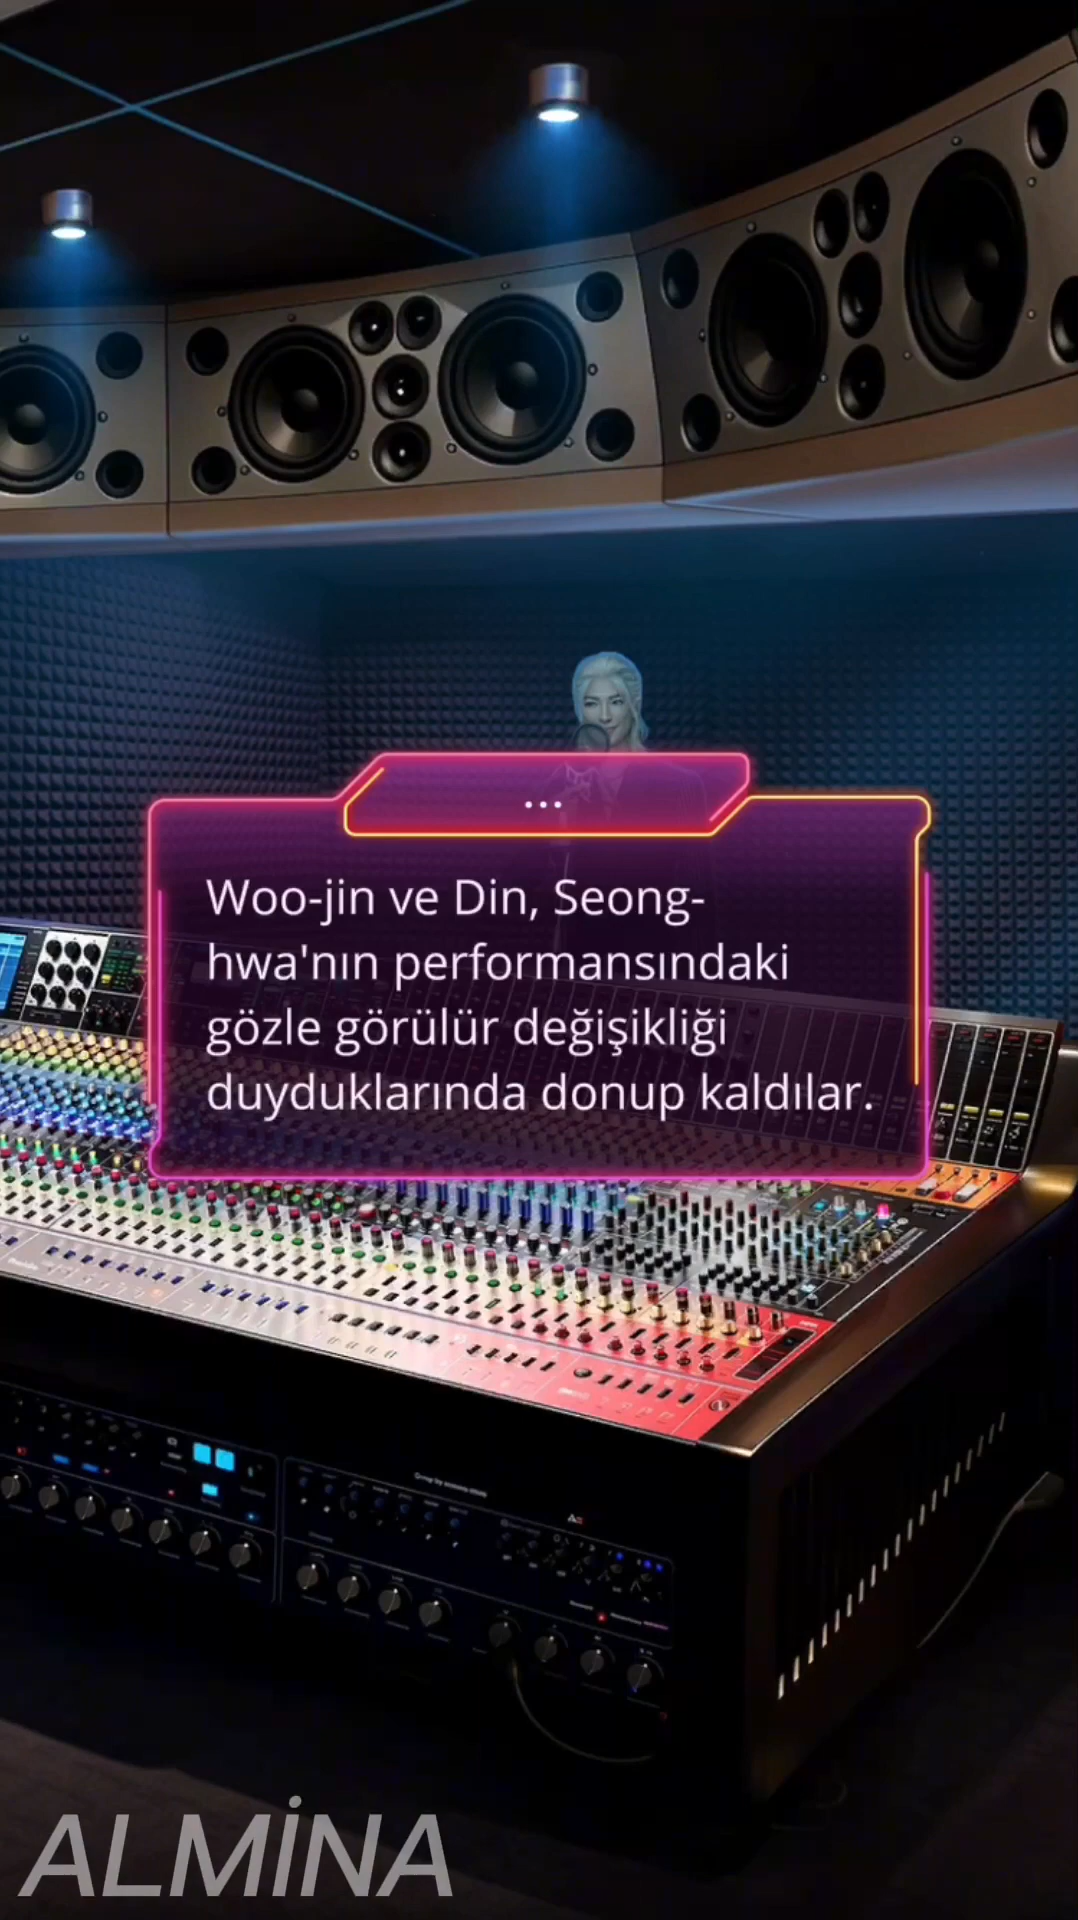 ...
Woo-jin ve Din, Seong-
hwa'nın performansındaki
gözle görülür değişikliği
duyduklarında donup kaldılar.
ALMİNA